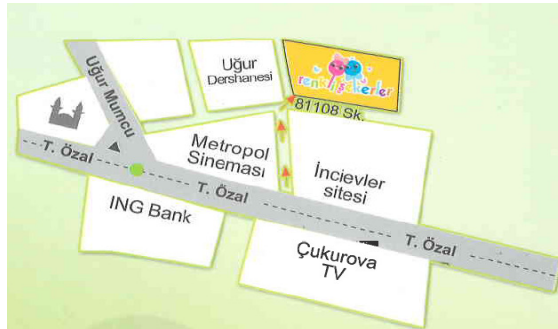 Uğur Mumcu
Uğur
Dershanesi
renkli şekerler
81108 Sk.
Metropol
Sineması
İncievler
sitesi
T. Özal
T. Özal
T. Özal
ING Bank
Çukurova
TV